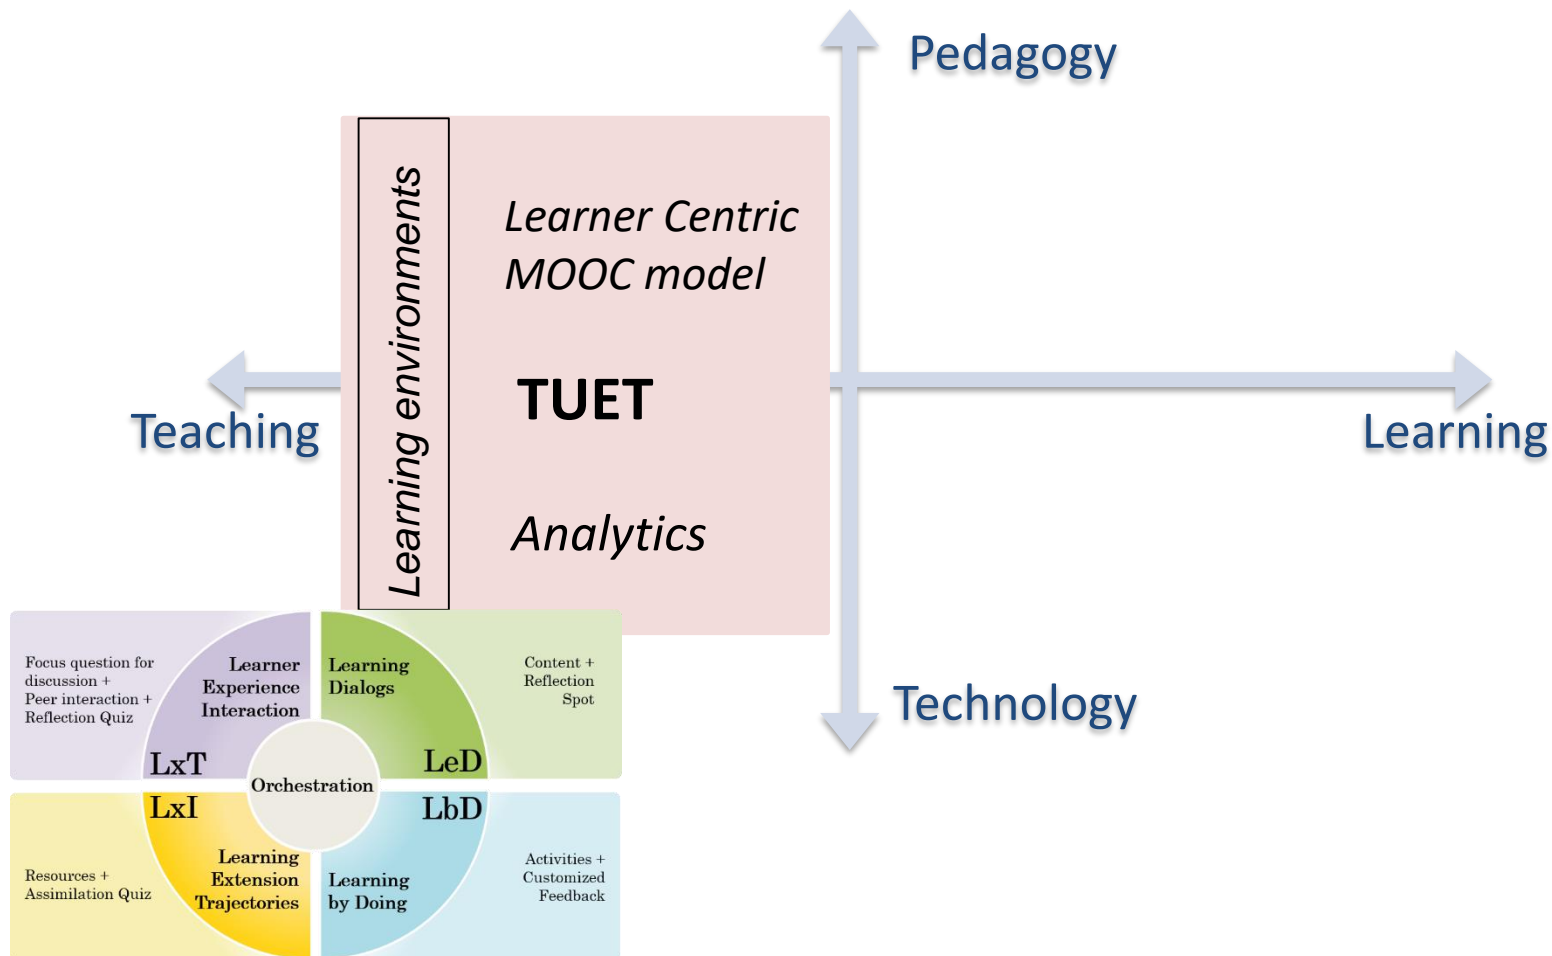 Pedagogy
Learning environments
Learner Centric
MOOC model
TUET
Analytics
Teaching
Learning
Technology
Focus question for
discussion +
Peer interaction +
Reflection Quiz
Learner
Experience
Interaction
LxT
Learning
Dialogs
LeD
Content +
Reflection
Spot
Orchestration
LxI
Learning
Extension
Trajectories
Resources +
Assimilation Quiz
LbD
Learning
by Doing
Activities +
Customized
Feedback